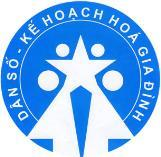 DÂN SỐ - KẾ HOẠCH HOÁ GIA ĐÌNH